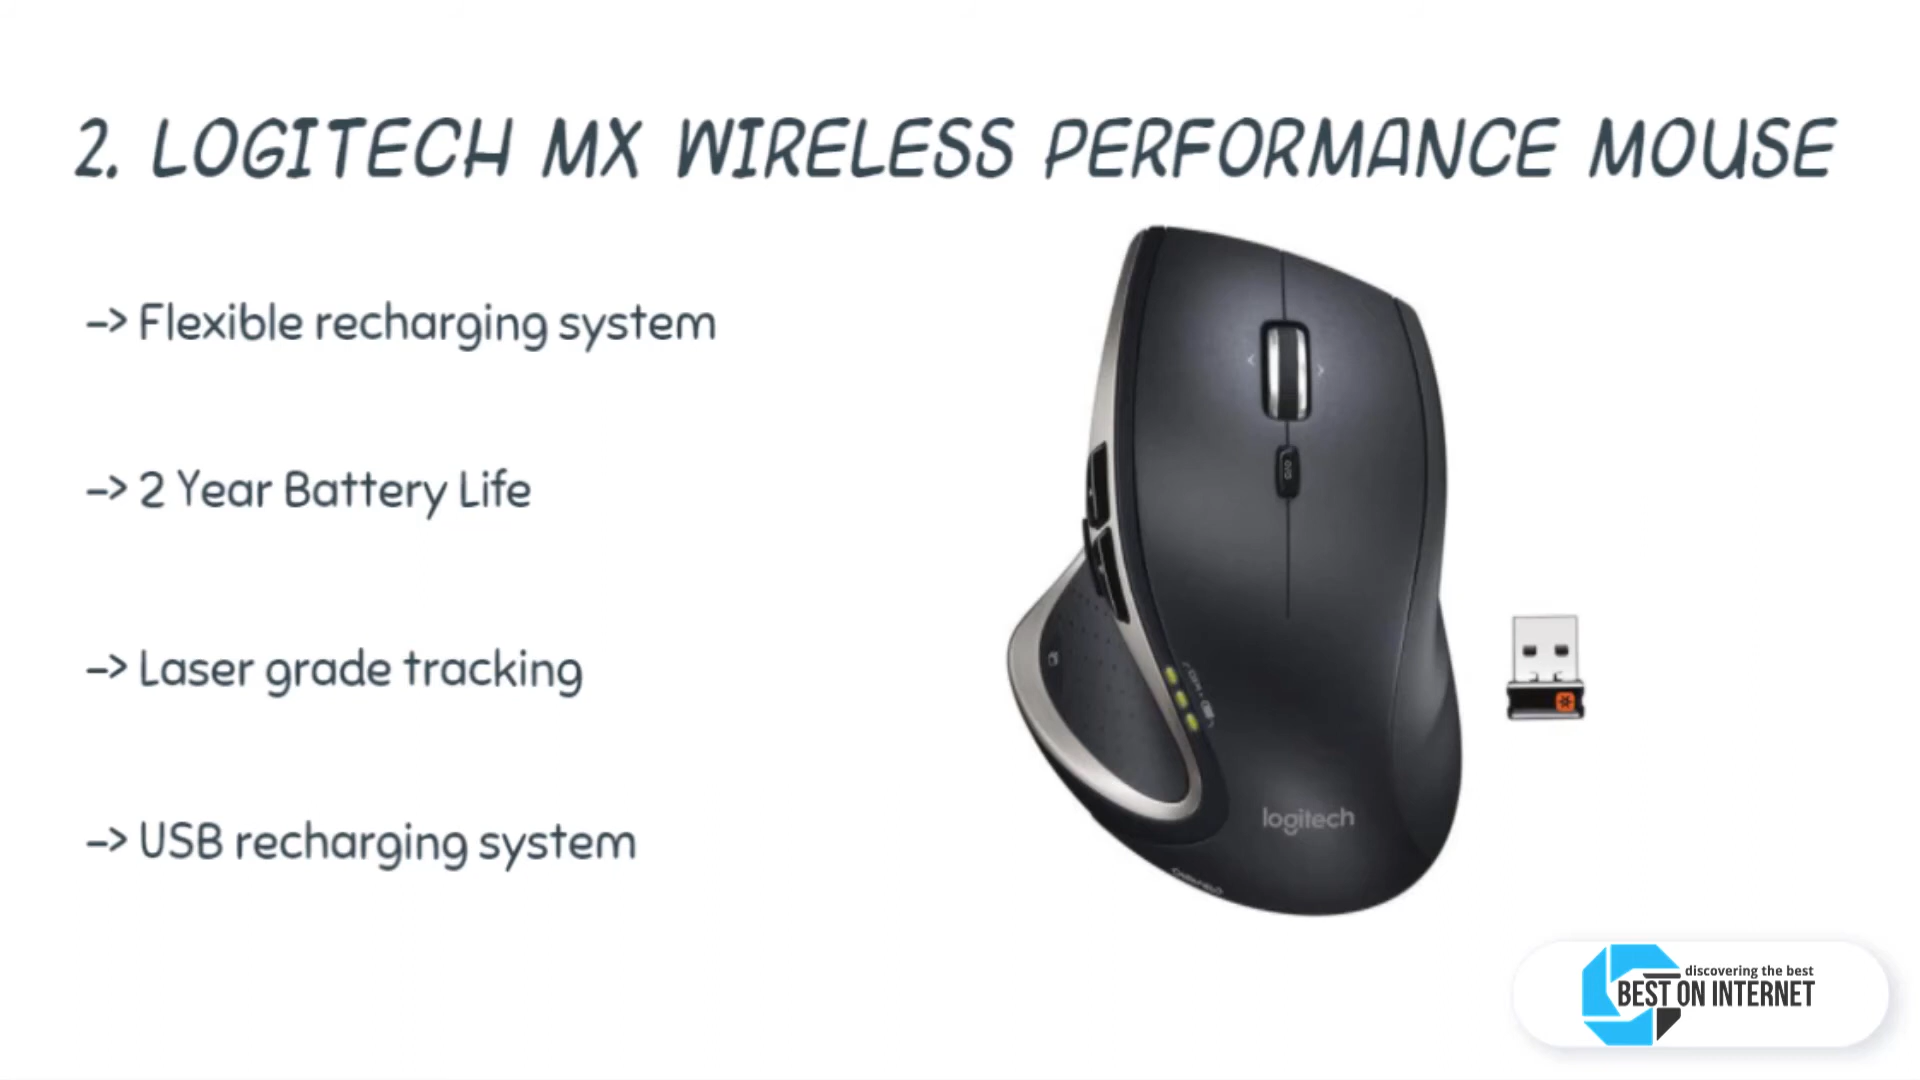 2. LOGITECH MX WIRELESS PERFORMANCE MOUSE
-> Flexible recharging system
-> 2 Year Battery Life
-> Laser grade tracking
-> USB recharging system
logitech
discovering the best
BEST ON INTERNET